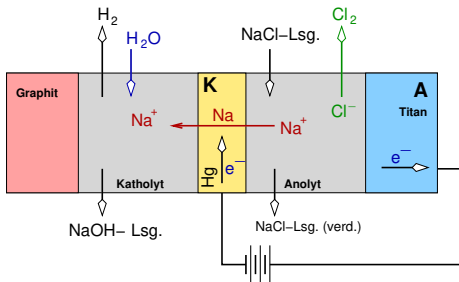 H2
H2O
NaCl–Lsg.
Cl2
Graphit
K
A
Titan
Na+
Na
Na+
Cl−
Hg
e−
e−
Katholyt
Anolyt
NaOH– Lsg.
NaCl–Lsg. (verd.)